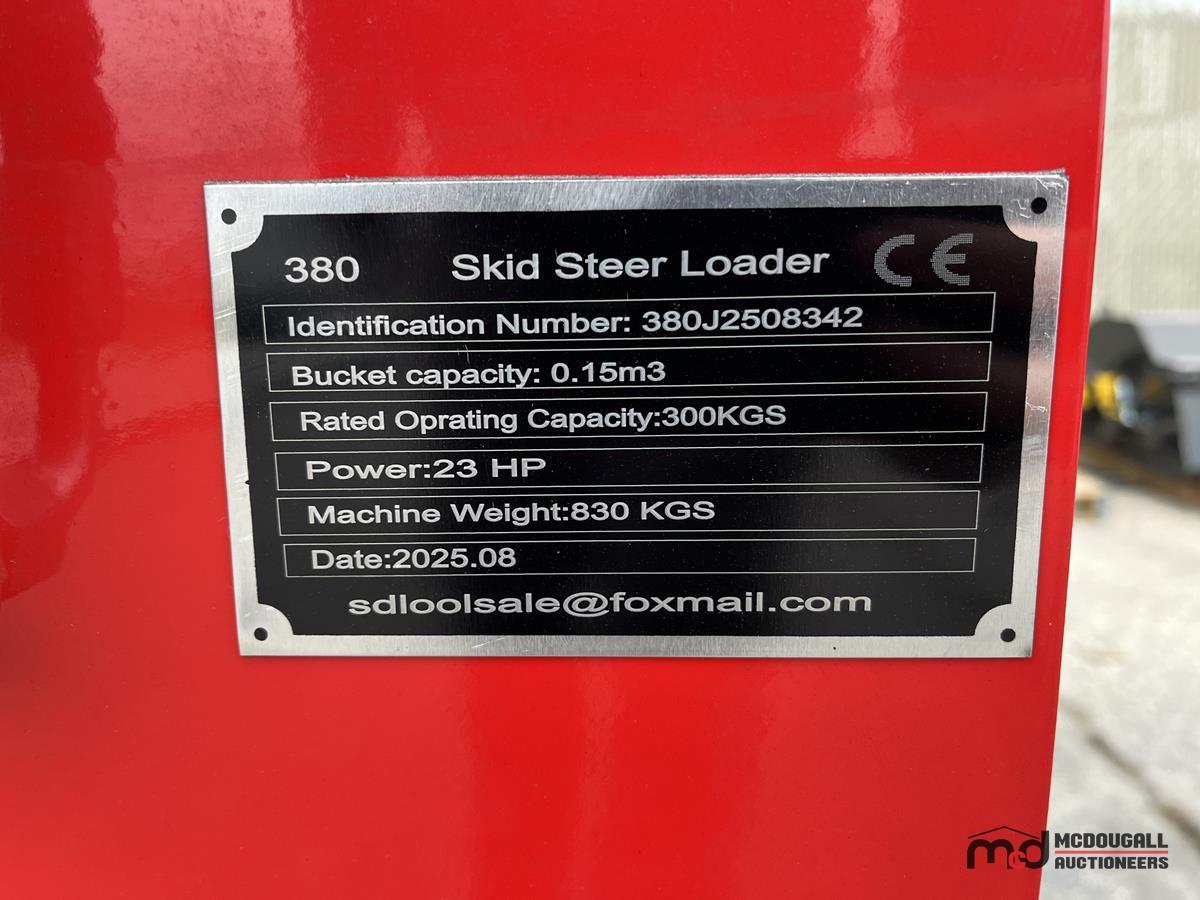 380 Skid Steer Loader CE
Identification Number: 380J2508342
Bucket capacity: 0.15m3
Rated Oprating Capacity:300KGS
Power:23 HP
Machine Weight:830 KGS
Date:2025.08
sdloolsale@foxmail.com
mcd MCDOUGALL
AUCTIONEERS